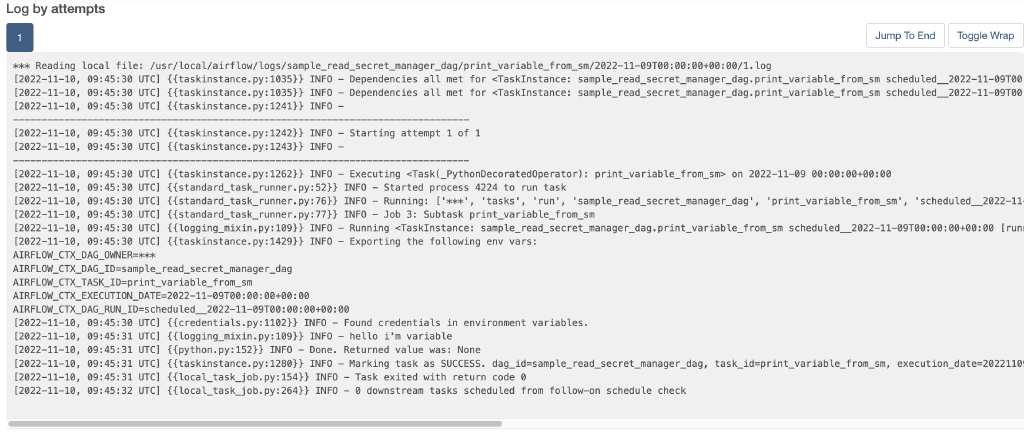 Log by attempts
1
Jump To End
Toggle Wrap
*** Reading local file: /usr/local/airflow/logs/sample_read_secret_manager_dag/print_variable_from_sm/2022-11-09T00:00:00+00:00/1.log
[2022-11-10, 09:45:30 UTC] {{taskinstance.py:1035}} INFO - Dependencies all met for <TaskInstance: sample_read_secret_manager_dag.print_variable_from_sm scheduled__2022-11-09T00
[2022-11-10, 09:45:30 UTC] {{taskinstance.py:1035}} INFO - Dependencies all met for <TaskInstance: sample_read_secret_manager_dag.print_variable_from_sm scheduled__2022-11-09T00
[2022-11-10, 09:45:30 UTC] {{taskinstance.py:1241}} INFO -
--------------------------------------------------------------------------------
[2022-11-10, 09:45:30 UTC] {{taskinstance.py:1242}} INFO - Starting attempt 1 of 1
[2022-11-10, 09:45:30 UTC] {{taskinstance.py:1243}} INFO -
--------------------------------------------------------------------------------
[2022-11-10, 09:45:30 UTC] {{taskinstance.py:1262}} INFO - Executing <Task(_PythonDecoratedOperator): print_variable_from_sm> on 2022-11-09 00:00:00+00:00
[2022-11-10, 09:45:30 UTC] {{standard_task_runner.py:52}} INFO - Started process 4224 to run task
[2022-11-10, 09:45:30 UTC] {{standard_task_runner.py:76}} INFO - Running: ['***', 'tasks', 'run', 'sample_read_secret_manager_dag', 'print_variable_from_sm', 'scheduled__2022-11-
[2022-11-10, 09:45:30 UTC] {{standard_task_runner.py:77}} INFO - Job 3: Subtask print_variable_from_sm
[2022-11-10, 09:45:30 UTC] {{logging_mixin.py:109}} INFO - Running <TaskInstance: sample_read_secret_manager_dag.print_variable_from_sm scheduled__2022-11-09T00:00:00+00:00 [run
[2022-11-10, 09:45:30 UTC] {{taskinstance.py:1429}} INFO - Exporting the following env vars:
AIRFLOW_CTX_DAG_OWNER=***
AIRFLOW_CTX_DAG_ID=sample_read_secret_manager_dag
AIRFLOW_CTX_TASK_ID=print_variable_from_sm
AIRFLOW_CTX_EXECUTION_DATE=2022-11-09T00:00:00+00:00
AIRFLOW_CTX_DAG_RUN_ID=scheduled__2022-11-09T00:00:00+00:00
[2022-11-10, 09:45:30 UTC] {{credentials.py:1102}} INFO - Found credentials in environment variables.
[2022-11-10, 09:45:31 UTC] {{logging_mixin.py:109}} INFO - hello i'm variable
[2022-11-10, 09:45:31 UTC] {{python.py:152}} INFO - Done. Returned value was: None
[2022-11-10, 09:45:31 UTC] {{taskinstance.py:1280}} INFO - Marking task as SUCCESS. dag_id=sample_read_secret_manager_dag, task_id=print_variable_from_sm, execution_date=2022110
[2022-11-10, 09:45:31 UTC] {{local_task_job.py:154}} INFO - Task exited with return code 0
[2022-11-10, 09:45:32 UTC] {{local_task_job.py:264}} INFO - 0 downstream tasks scheduled from follow-on schedule check